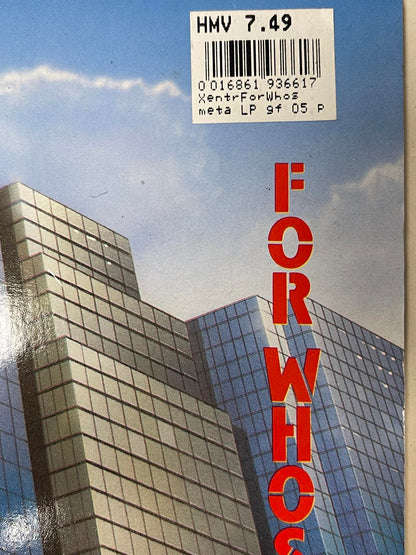 HMV 7.49
0 016861 936617
XentrForWhos
meta LP gf 05 P
FOR WHOS